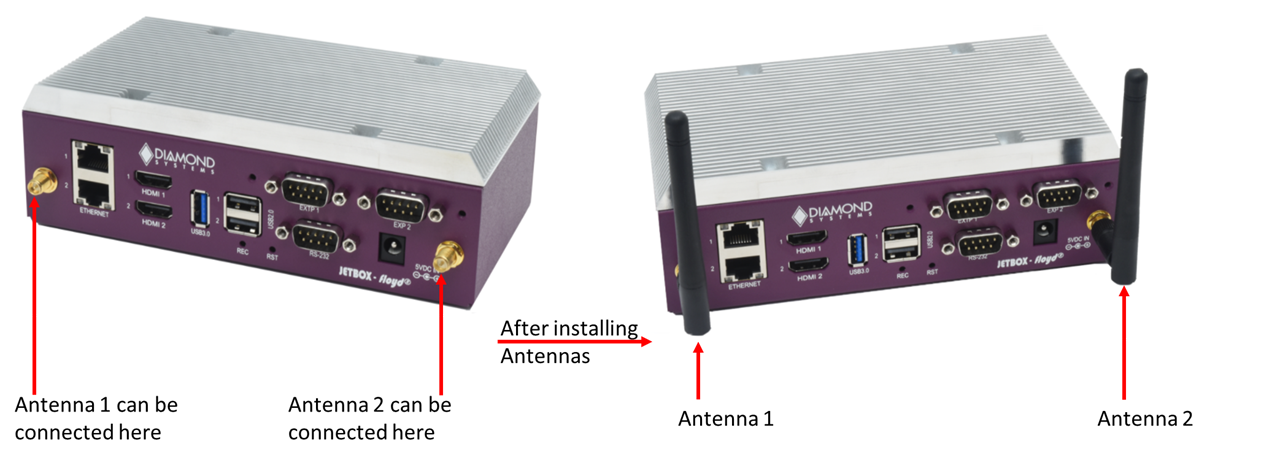 DIAMOND
SYSTEMS
1
2
ETHERNET
1
HDMI 1
2
HDMI 2
USB3.0
1
2
USB2.0
REC
RST
EXTP 1
EXP 2
RS-232
5VDC
JETBOX - floyd
DIAMOND
SYSTEMS
1
2
ETHERNET
1
HDMI 1
2
HDMI 2
USB3.0
1
2
USB2.0
REC
RST
EXTP 1
EXP 2
RS-232
5VDC IN
JETBOX - floyd
After installing
Antennas
Antenna 1 can be
connected here
Antenna 2 can be
connected here
Antenna 1
Antenna 2